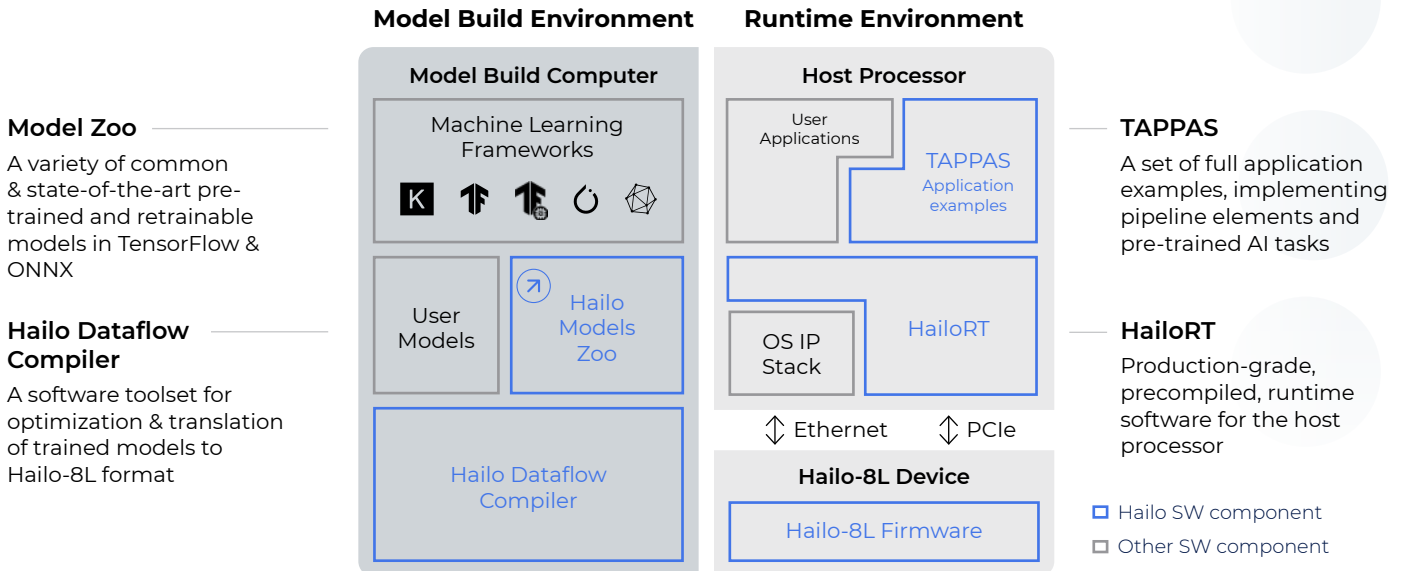 Model Build Environment
Runtime Environment
Model Zoo
A variety of common
& state-of-the-art pre-
trained and retrainable
models in TensorFlow &
ONNX
Hailo Dataflow
Compiler
A software toolset for
optimization & translation
of trained models to
Hailo-8L format
Model Build Computer
Machine Learning
Frameworks
K
User
Models
Hailo
Models
Zoo
Hailo Dataflow
Compiler
Host Processor
User
Applications
TAPPAS
Application
examples
OS IP
Stack
HailoRT
Ethernet
PCIe
Hailo-8L Device
Hailo-8L Firmware
TAPPAS
A set of full application
examples, implementing
pipeline elements and
pre-trained AI tasks
HailoRT
Production-grade,
precompiled, runtime
software for the host
processor
Hailo SW component
Other SW component